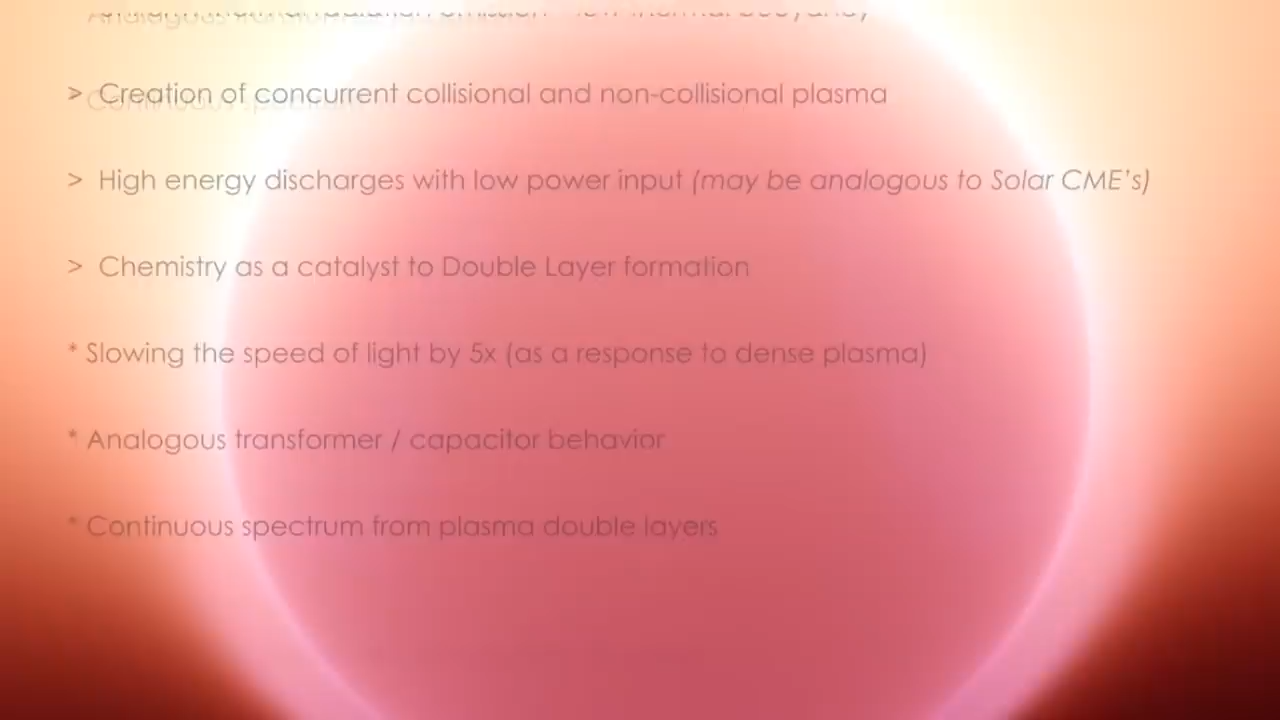 > Creation of concurrent collisional and non-collisional plasma
> High energy discharges with low power input (may be analogous to Solar CME's)
> Chemistry as a catalyst to Double Layer formation
* Slowing the speed of light by 5x (as a response to dense plasma)
* Analogous transformer / capacitor behavior
* Continuous spectrum from plasma double layers